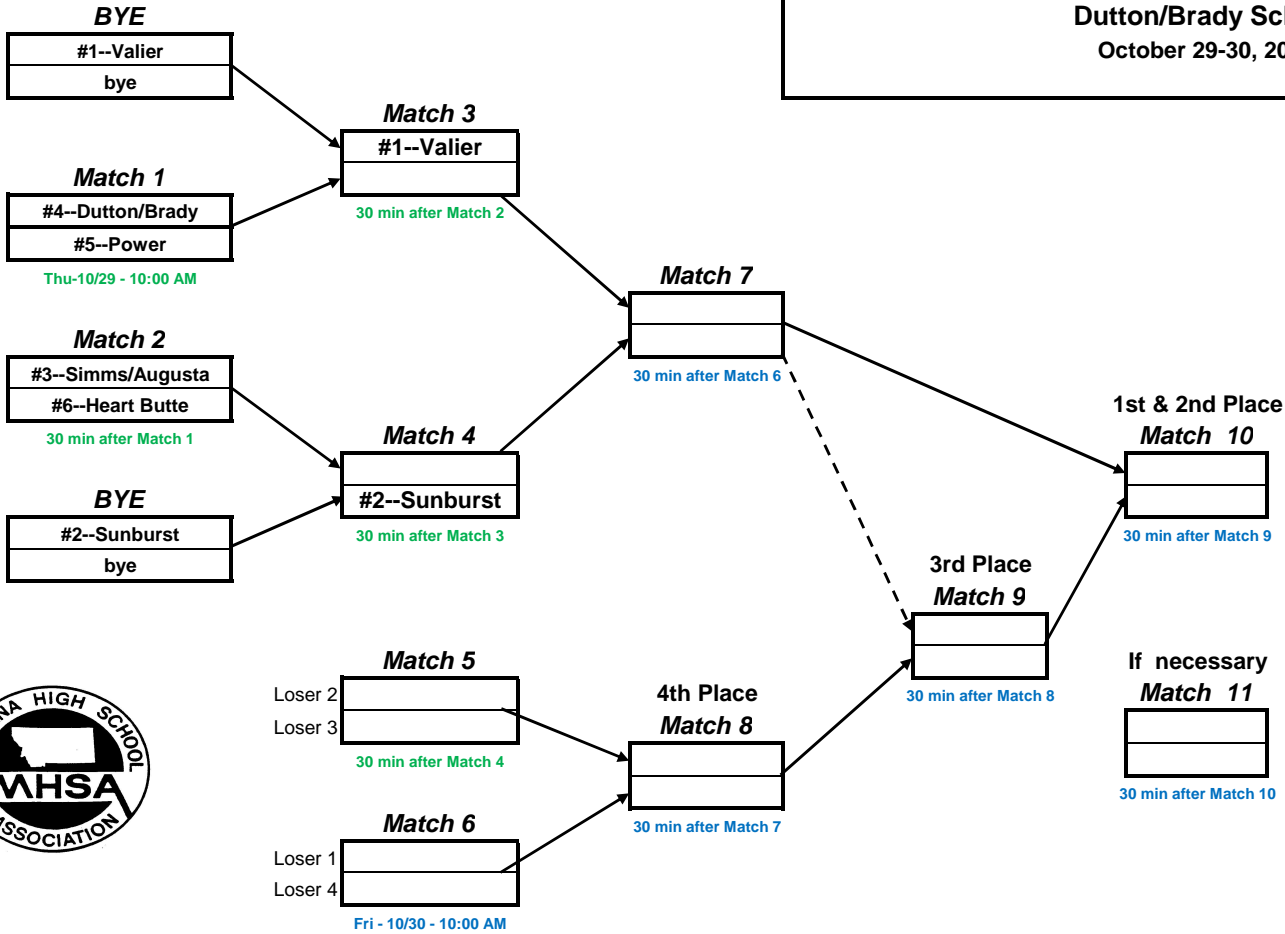 Dutton/Brady
October 29-30,
BYE
#1--Valier
bye
Match 3
#1--Valier
30 min after Match 2
Match 1
#4--Dutton/Brady
#5--Power
Thu-10/29 - 10:00 AM
Match 7
30 min after Match 6
Match 2
#3--Simms/Augusta
#6--Heart Butte
30 min after Match 1
Match 4
#2--Sunburst
30 min after Match 3
BYE
#2--Sunburst
bye
1st & 2nd Place
Match 10
30 min after Match 9
3rd Place
Match 9
30 min after Match 8
Match 5
Loser 2
Loser 3
30 min after Match 4
4th Place
Match 8
30 min after Match 7
If necessary
Match 11
30 min after Match 10
Match 6
Loser 1
Loser 4
Fri - 10/30 - 10:00 AM
HIGH SCHOOL
MHSA
ASSOCIATION